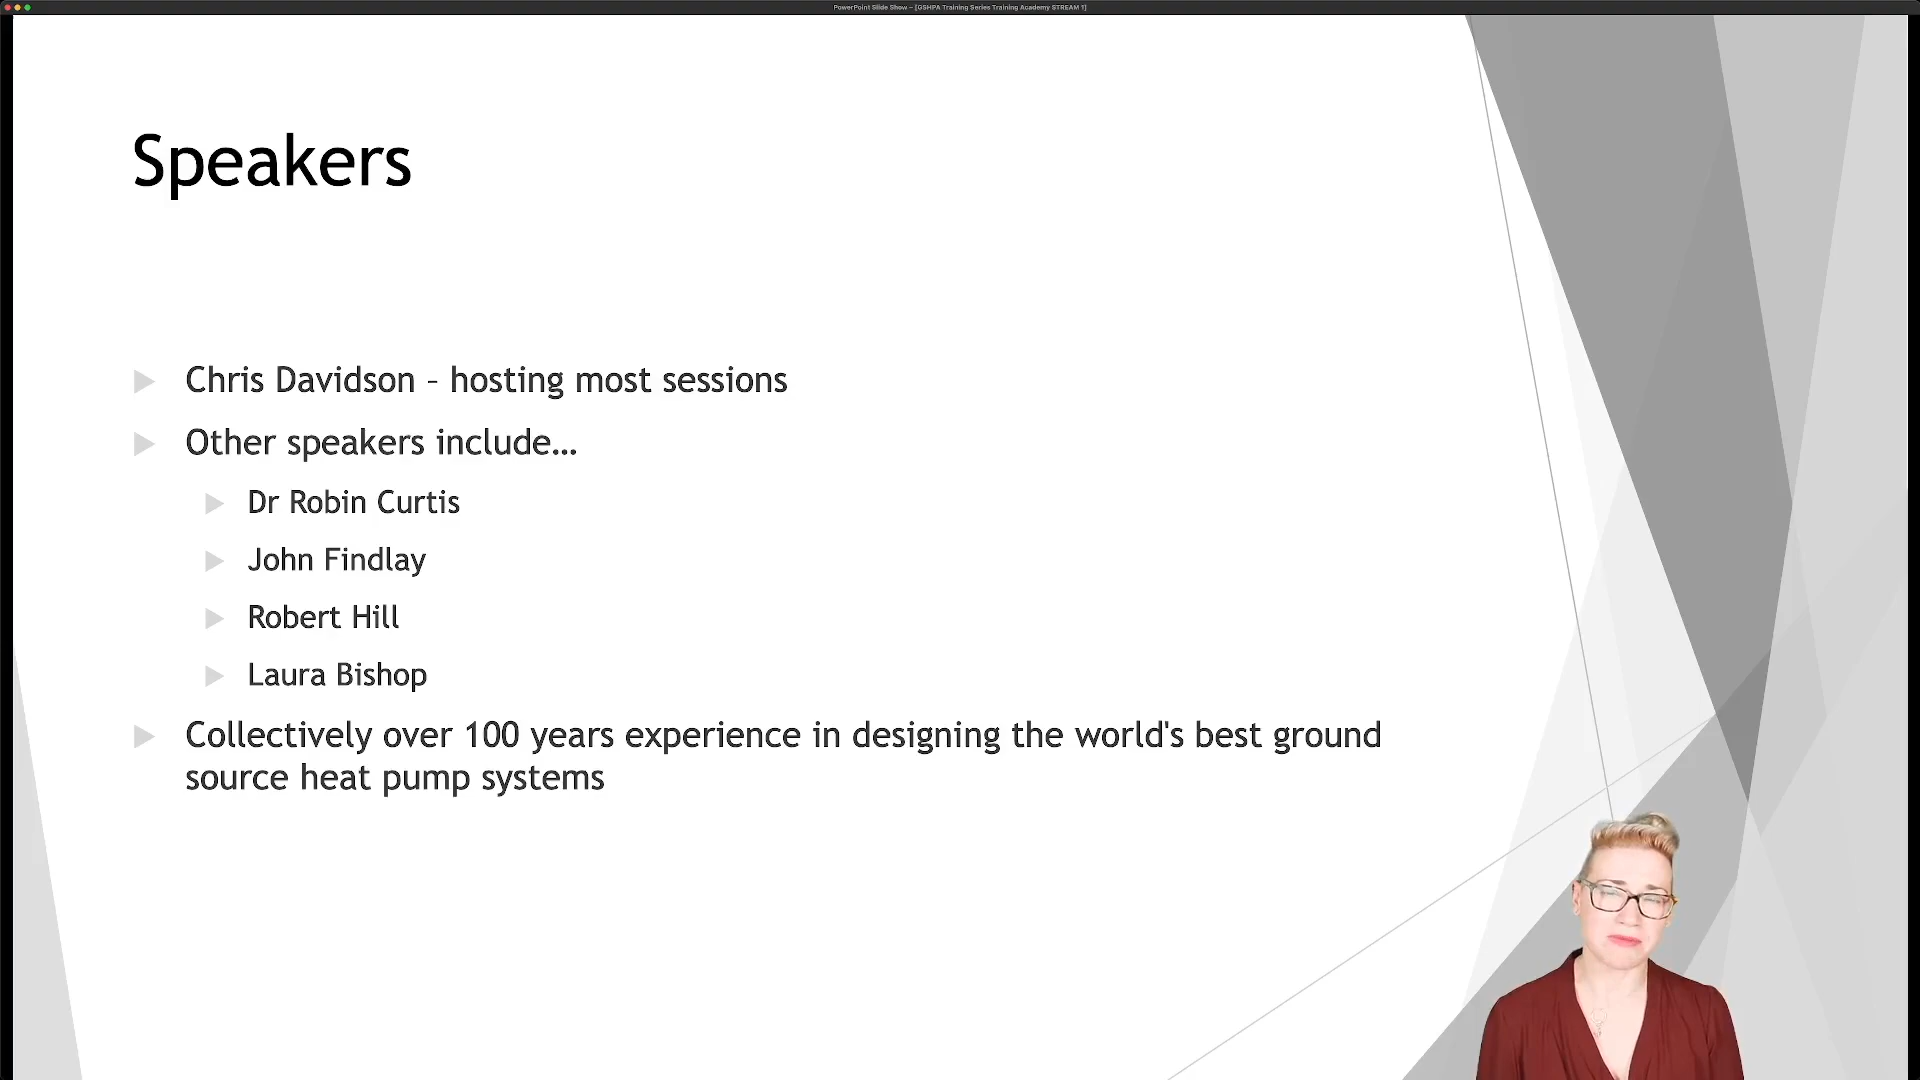 PowerPoint Slide Show - [GSHPA Training Series Training Academy STREAM 1]
Speakers
Chris Davidson – hosting most sessions
Other speakers include…
Dr Robin Curtis
John Findlay
Robert Hill
Laura Bishop
Collectively over 100 years experience in designing the world's best ground
source heat pump systems